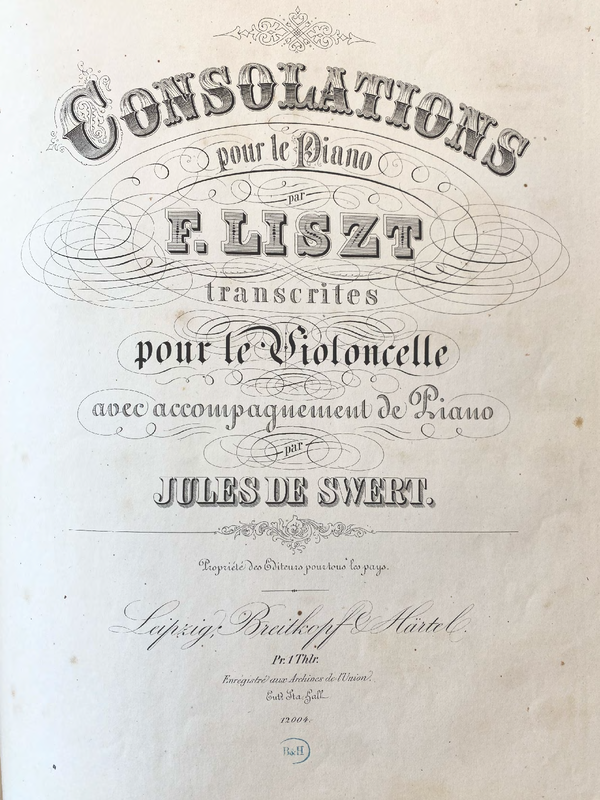 CONSOLATIONS
pour le Piano
par
F. LISZT
transcrites
pour le Violoncelle
avec accompagnement de Piano
par
JULES DE SWERT.
Propriété des Editeurs pour tous les pays.
Leipzig, Breitkopf & Härtel.
Pr. 1 Thlr.
Enregistré aux Archives de l'Union.
Entd. Sta. Hall.
12004.
B&H